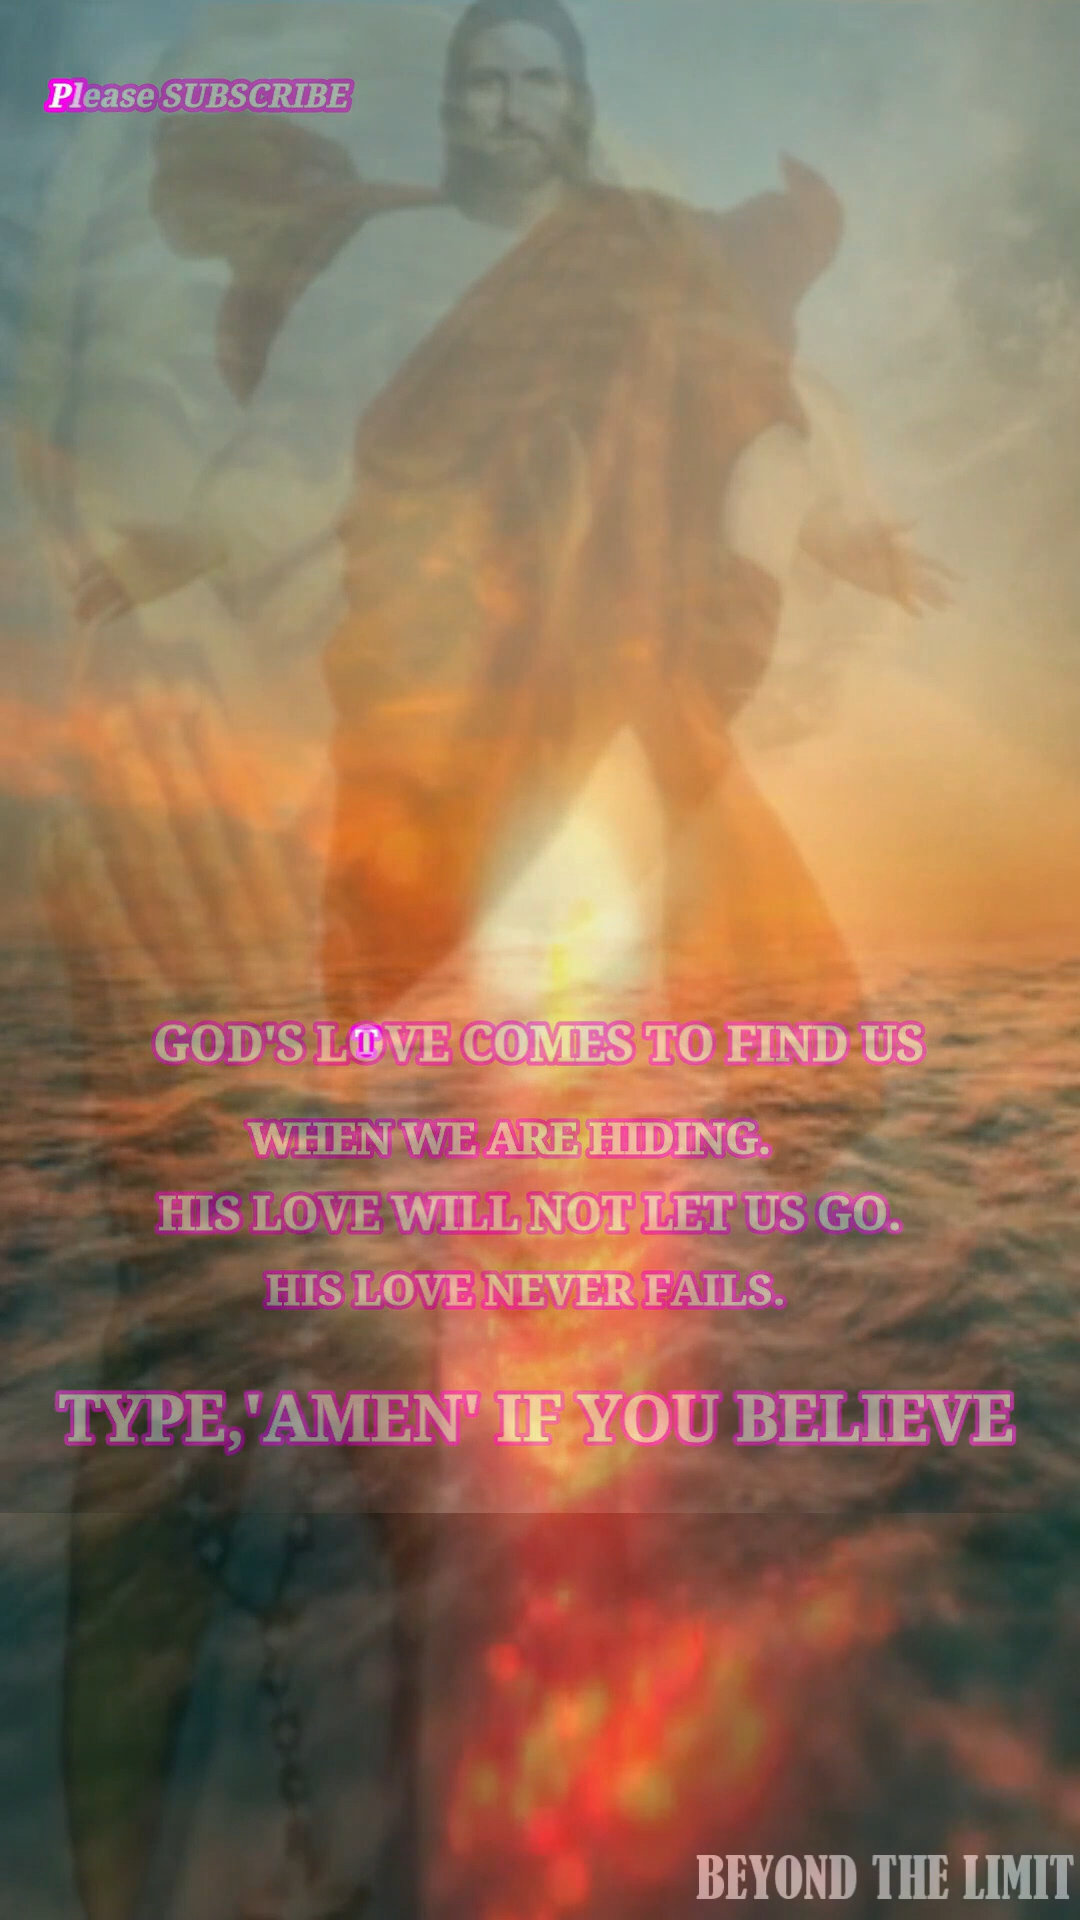 Please SUBSCRIBE
GOD'S LOVE COMES TO FIND US
WHEN WE ARE HIDING.
HIS LOVE WILL NOT LET US GO.
HIS LOVE NEVER FAILS.
TYPE,'AMEN' IF YOU BELIEVE
BEYOND THE LIMIT